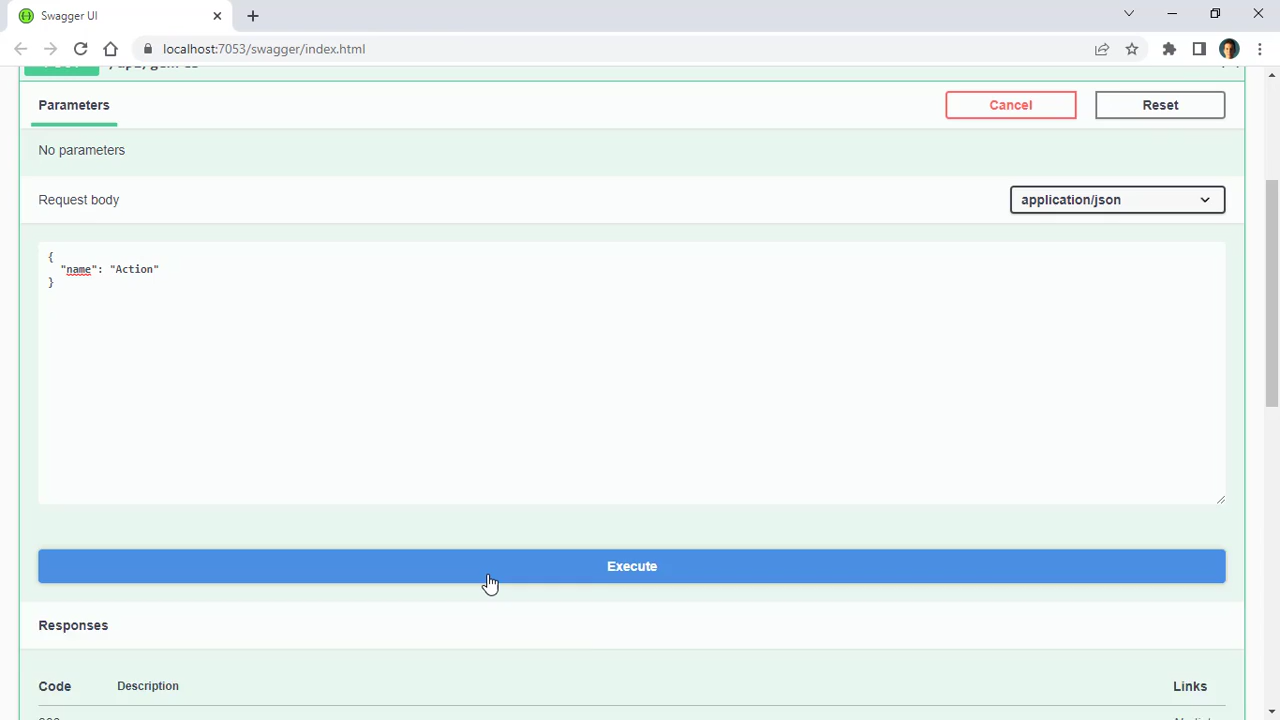 Swagger UI
localhost:7053/swagger/index.html
Parameters
Cancel
Reset
No parameters
Request body
application/json
{
"name": "Action"
}
Execute
Responses
Code
Description
Links